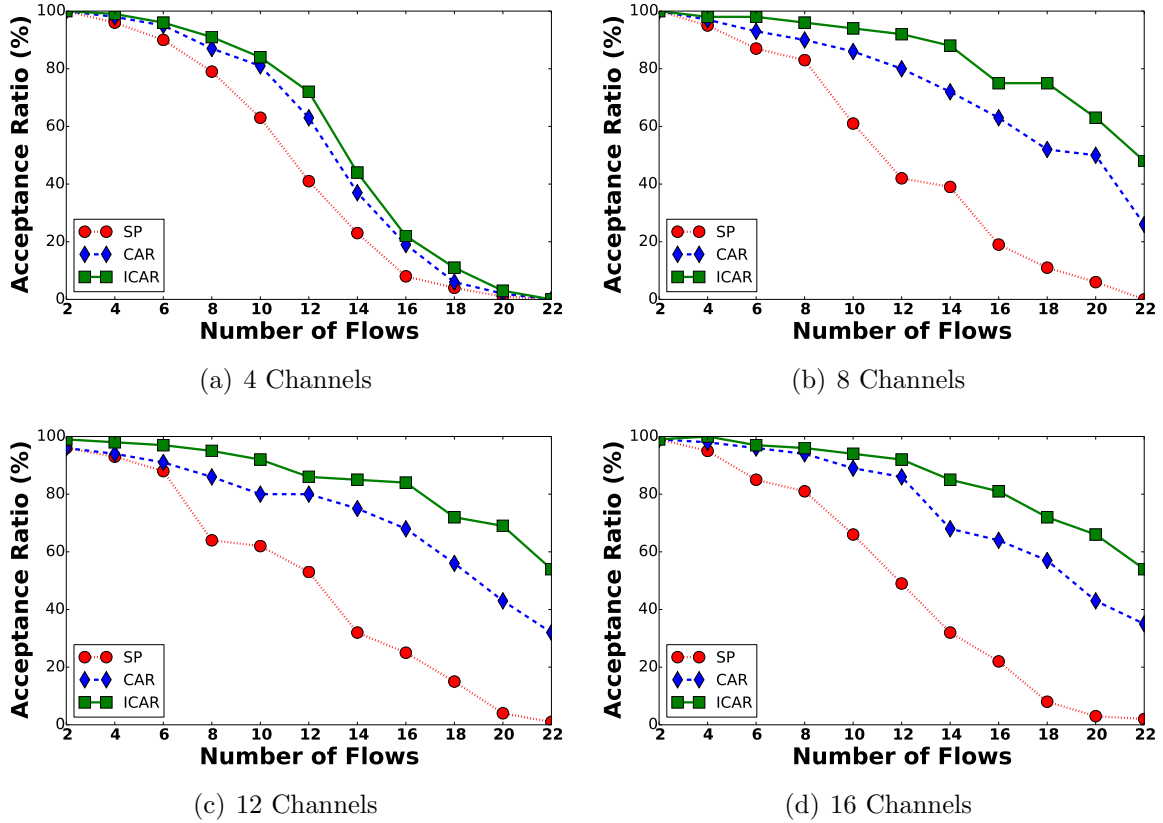 Acceptance Ratio (%)
100
80
60
40
20
0
SP
CAR
ICAR
2 4 6 8 10 12 14 16 18 20 22
Number of Flows
(a) 4 Channels
Acceptance Ratio (%)
100
80
60
40
20
0
SP
CAR
ICAR
2 4 6 8 10 12 14 16 18 20 22
Number of Flows
(b) 8 Channels
Acceptance Ratio (%)
100
80
60
40
20
0
SP
CAR
ICAR
2 4 6 8 10 12 14 16 18 20 22
Number of Flows
(c) 12 Channels
Acceptance Ratio (%)
100
80
60
40
20
0
SP
CAR
ICAR
2 4 6 8 10 12 14 16 18 20 22
Number of Flows
(d) 16 Channels